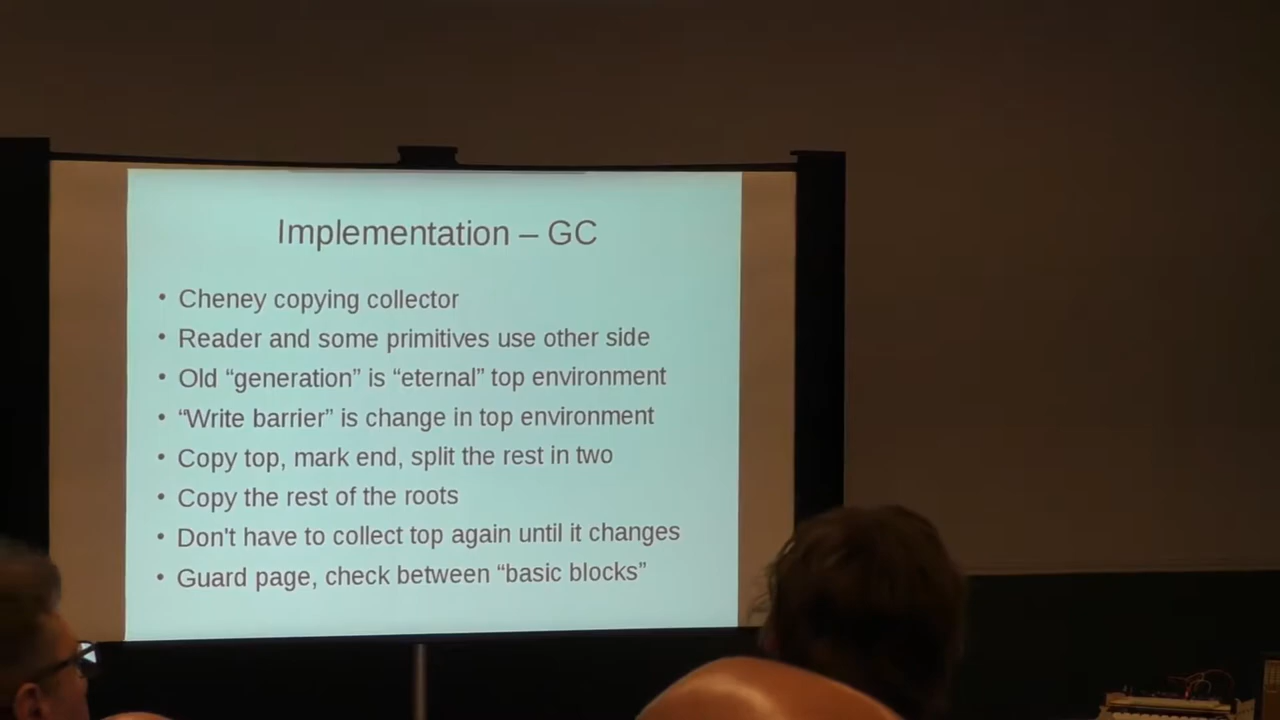 Implementation – GC
• Cheney copying collector
• Reader and some primitives use other side
• Old “generation” is “eternal” top environment
• “Write barrier” is change in top environment
• Copy top, mark end, split the rest in two
• Copy the rest of the roots
• Don't have to collect top again until it changes
• Guard page, check between “basic blocks”